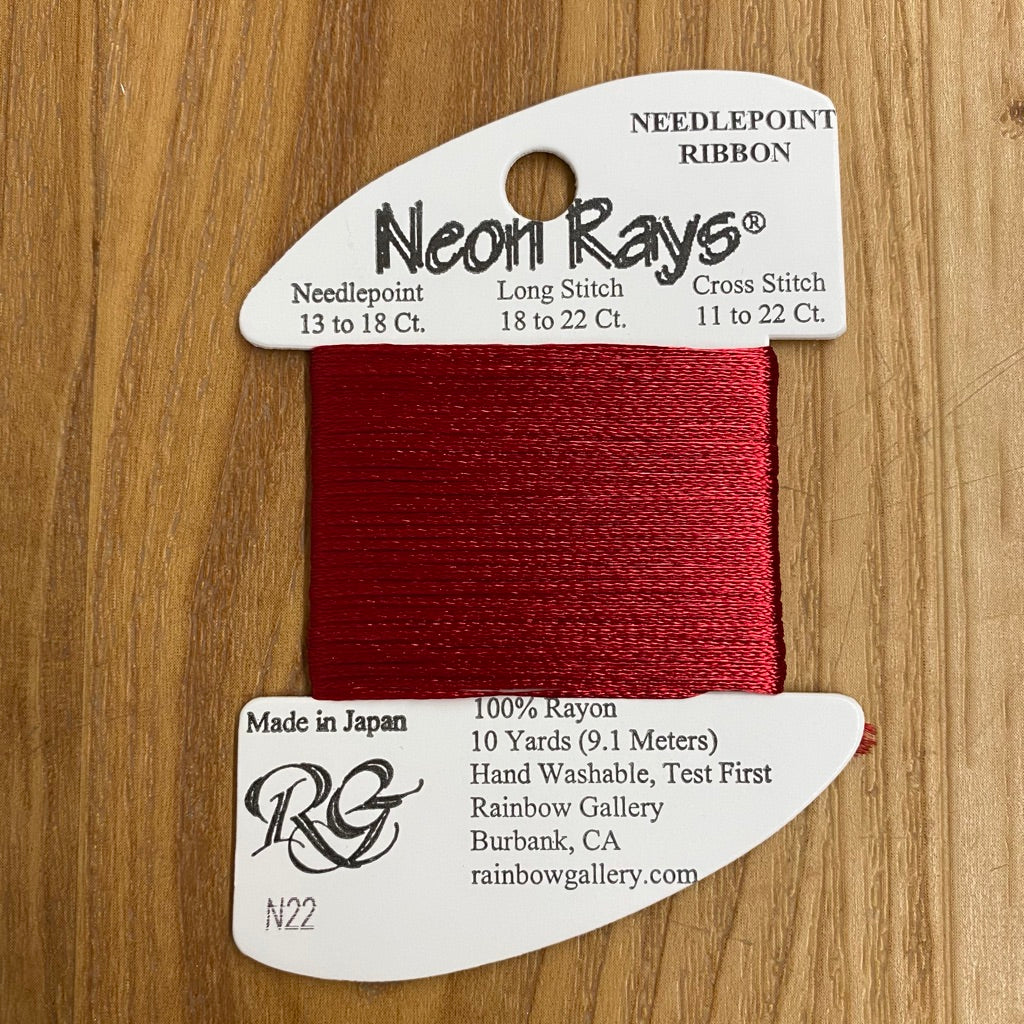 NEEDLEPOINT
RIBBON
Neon Rays®
Needlepoint
13 to 18 Ct.
Long Stitch
18 to 22 Ct.
Cross Stitch
11 to 22 Ct.
Made in Japan
RG
N22
100% Rayon
10 Yards (9.1 Meters)
Hand Washable, Test First
Rainbow Gallery
Burbank, CA
rainbowgallery.com